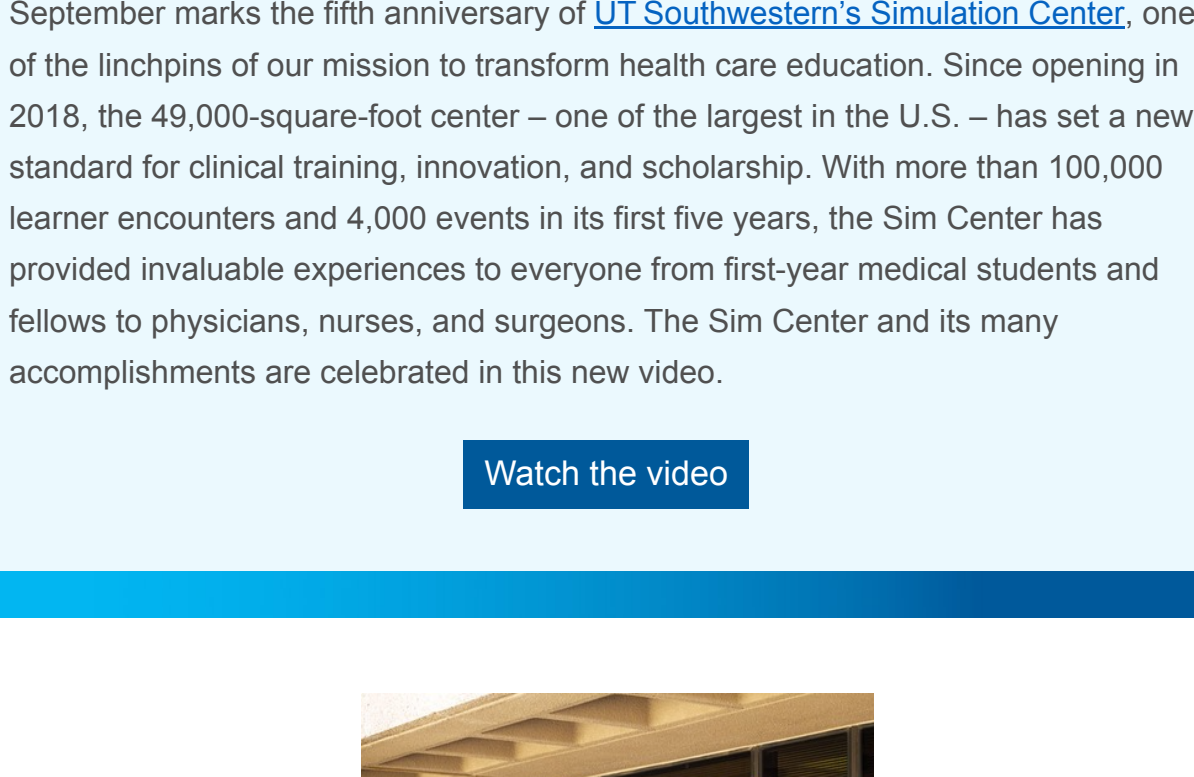 September marks the fifth anniversary of UT Southwestern’s Simulation Center, one
of the linchpins of our mission to transform health care education. Since opening in
2018, the 49,000-square-foot center – one of the largest in the U.S. – has set a new
standard for clinical training, innovation, and scholarship. With more than 100,000
learner encounters and 4,000 events in its first five years, the Sim Center has
provided invaluable experiences to everyone from first-year medical students and
fellows to physicians, nurses, and surgeons. The Sim Center and its many
accomplishments are celebrated in this new video.
Watch the video